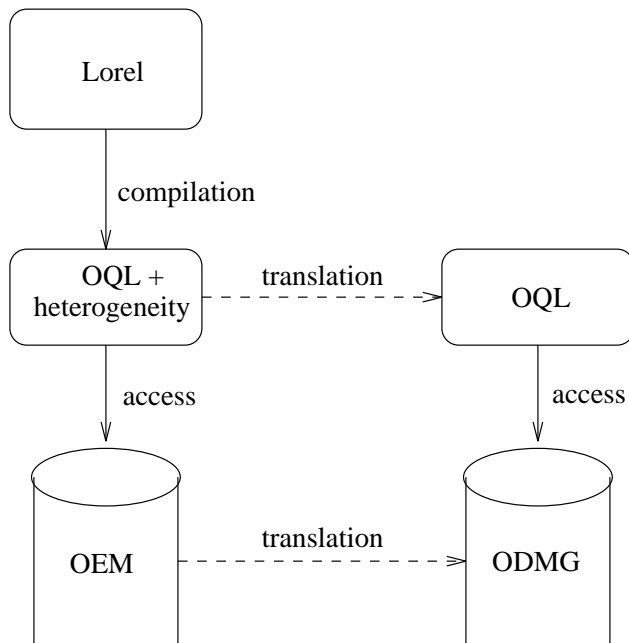 Lorel
compilation
OQL +
heterogeneity
translation
OQL
access
access
translation
OEM
ODMG